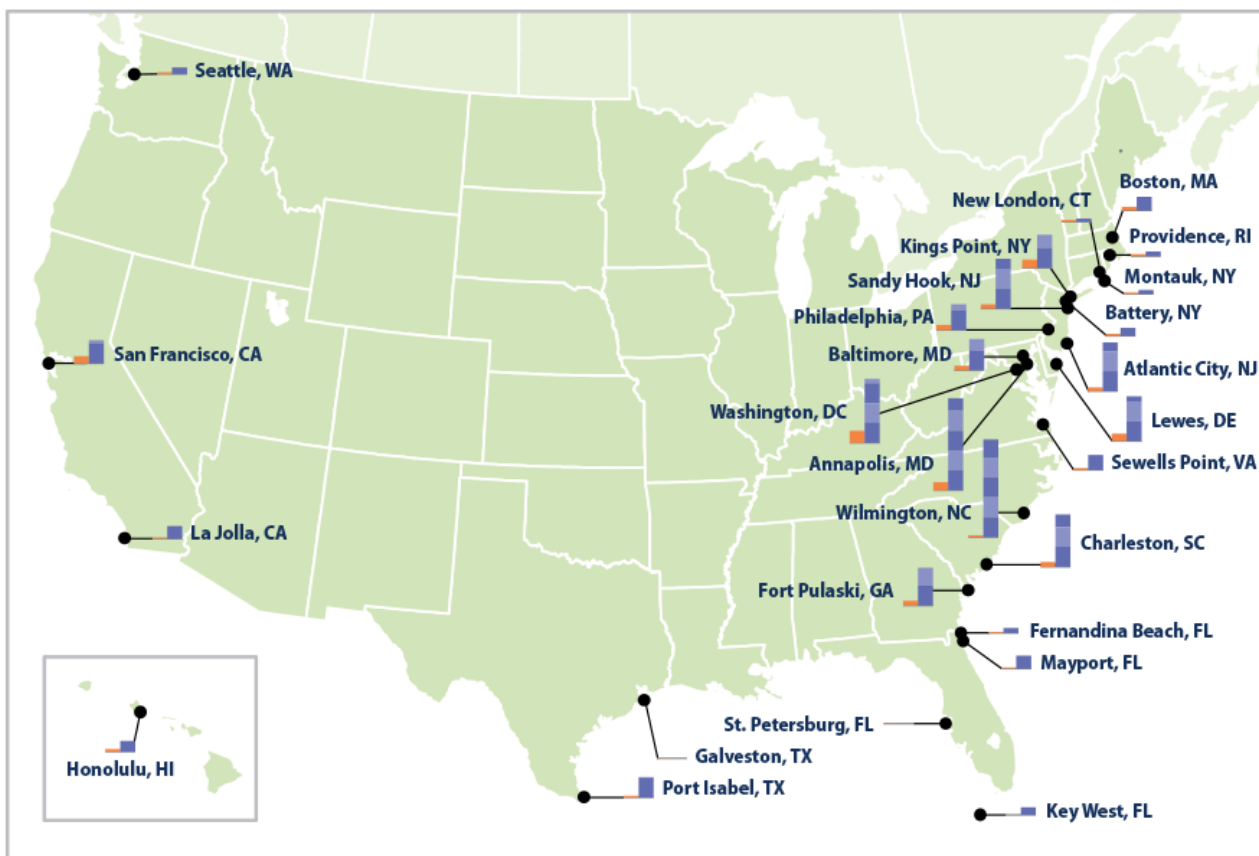 Seattle, WA
Boston, MA
New London, CT
Providence, RI
Kings Point, NY
Montauk, NY
Sandy Hook, NJ
Battery, NY
Philadelphia, PA
San Francisco, CA
Baltimore, MD
Atlantic City, NJ
Washington, DC
Lewes, DE
Annapolis, MD
Sewells Point, VA
Wilmington, NC
La Jolla, CA
Charleston, SC
Fort Pulaski, GA
Fernandina Beach, FL
Mayport, FL
St. Petersburg, FL
Galveston, TX
Honolulu, HI
Port Isabel, TX
Key West, FL